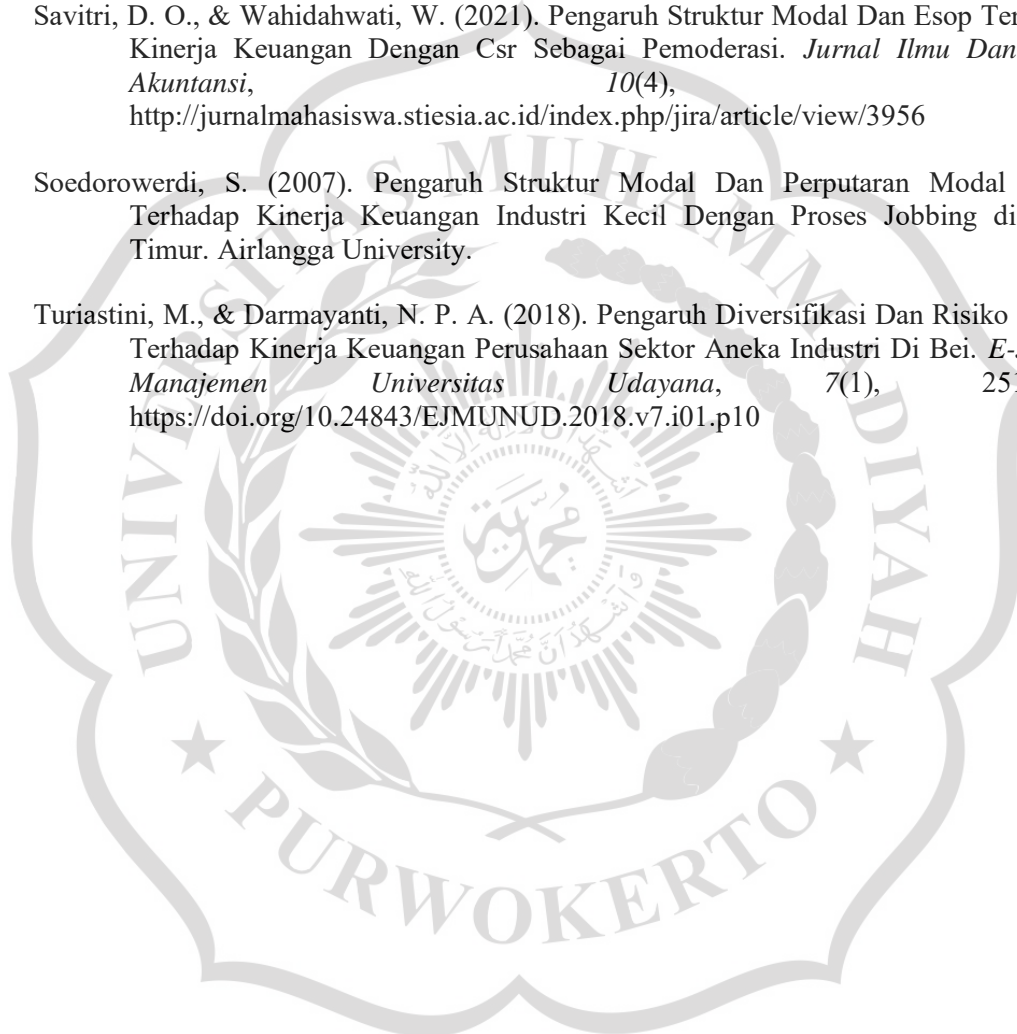 Savitri, D. O., & Wahidahwati, W. (2021). Pengaruh Struktur Modal Dan Esop Ter
Kinerja Keuangan Dengan Csr Sebagai Pemoderasi. Jurnal Ilmu Dan
Akuntansi, 10(4),
http://jurnalmahasiswa.stiesia.ac.id/index.php/jira/article/view/3956
Soedorowerdi, S. (2007). Pengaruh Struktur Modal Dan Perputaran Modal
Terhadap Kinerja Keuangan Industri Kecil Dengan Proses Jobbing di
Timur. Airlangga University.
Turiastini, M., & Darmayanti, N. P. A. (2018). Pengaruh Diversifikasi Dan Risiko
Terhadap Kinerja Keuangan Perusahaan Sektor Aneka Industri Di Bei. E-
Manajemen Universitas Udayana, 7(1), 251
https://doi.org/10.24843/EJMUNUD.2018.v7.i01.p10
UNIVERSITAS MUHAMMADIYAH
PURWOKERTO